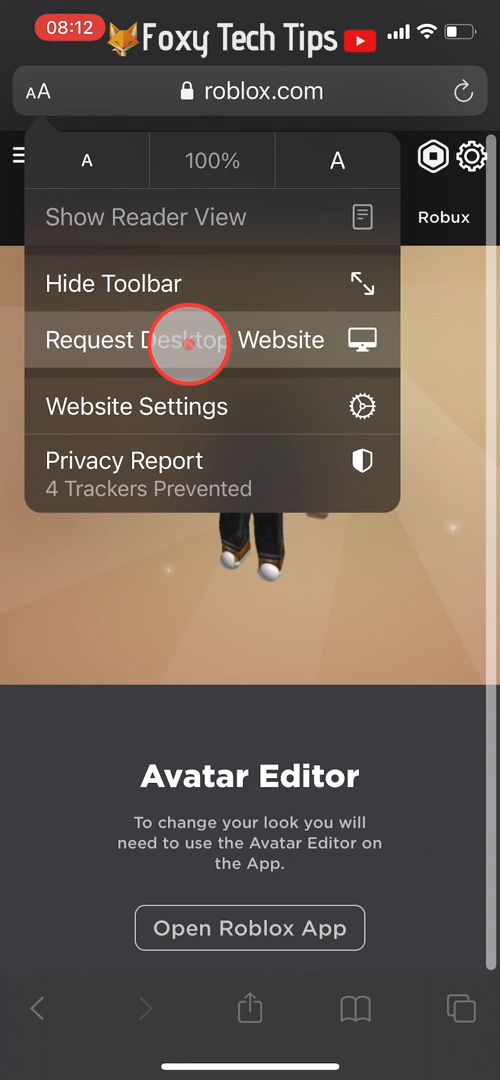 08:12
Foxy Tech Tips
AA
roblox.com
A
100%
A
Show Reader View
Robux
Hide Toolbar
Request Desktop Website
Website Settings
Privacy Report
4 Trackers Prevented
Avatar Editor
To change your look you will
need to use the Avatar Editor on
the App.
Open Roblox App